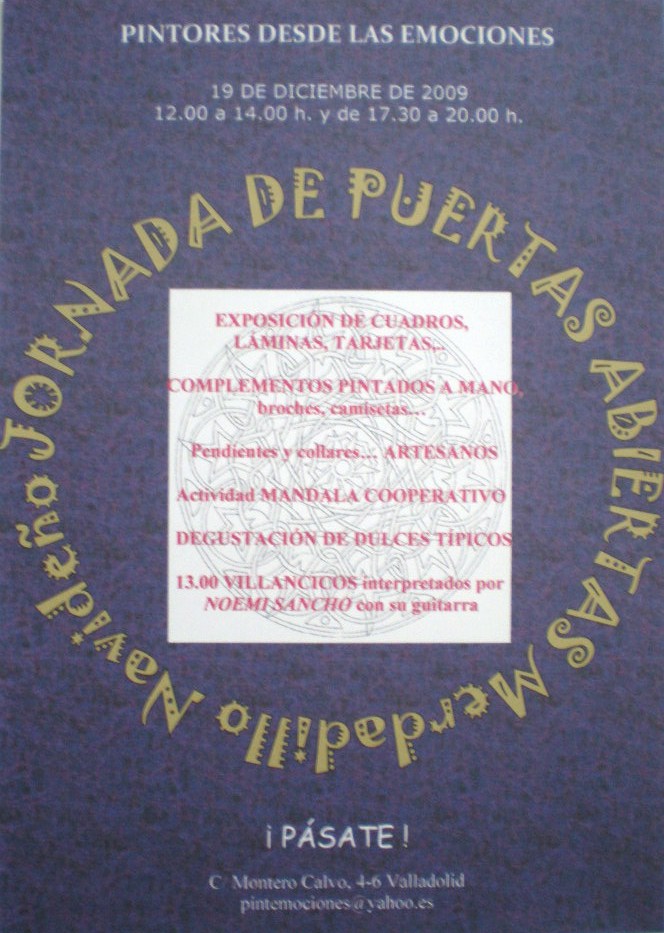 PINTORES DESDE LAS EMOCIONES
19 DE DICIEMBRE DE 2009
12.00 a 14.00 h. y de 17.30 a 20.00 h.
JORNADA DE PUERTAS ABIERTAS Merdadillo Navideño
EXPOSICIÓN DE CUADROS,
LÁMINAS, TARJETAS...
COMPLEMENTOS PINTADOS A MANO,
broches, camisetas…
Pendientes y collares… ARTESANOS
Actividad MANDALA COOPERATIVO
DEGUSTACIÓN DE DULCES TÍPICOS
13.00 VILLANCICOS interpretados por
NOEMI SANCHO con su guitarra
¡ PÁSATE !
C/ Montero Calvo, 4-6 Valladolid
pintemociones@yahoo.es